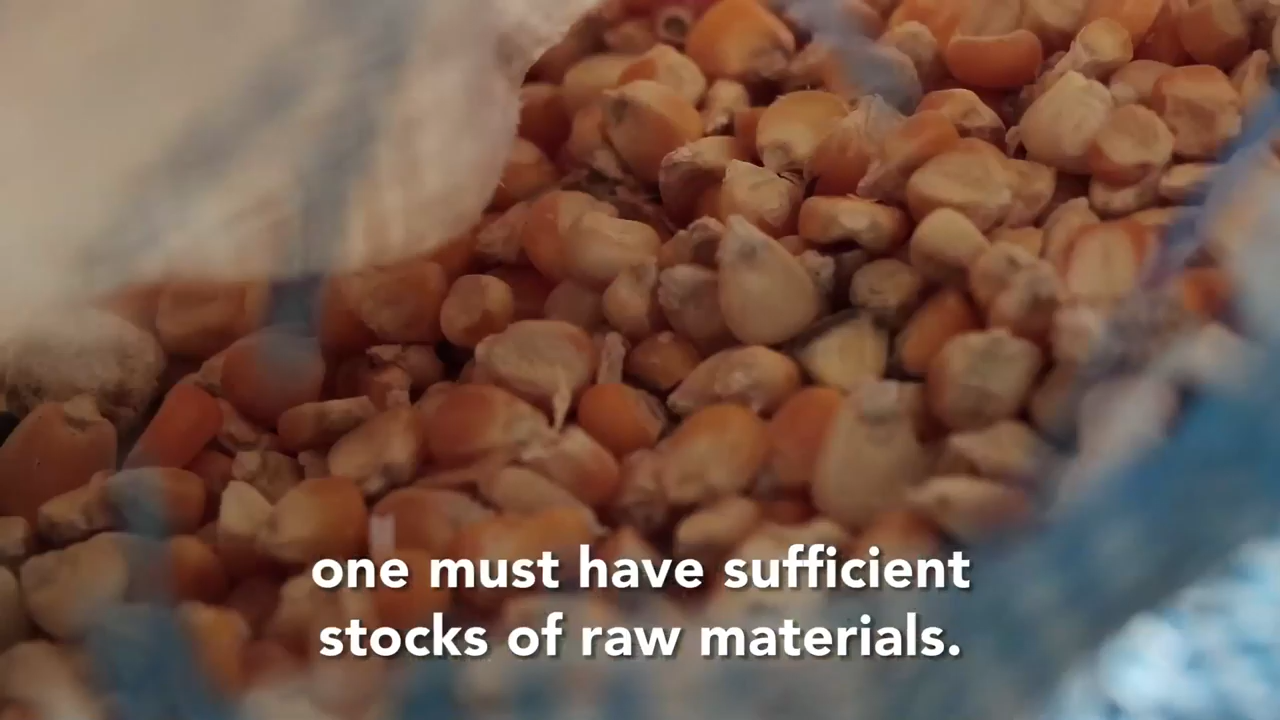 one must have sufficient
stocks of raw materials.